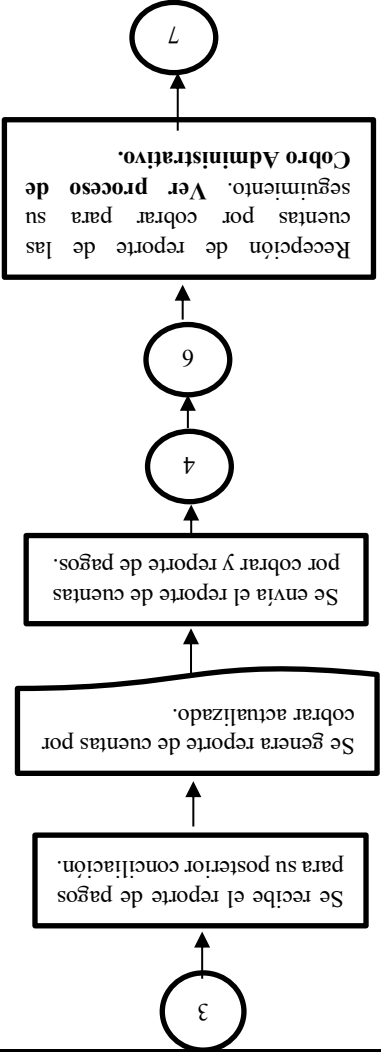 3
Se recibe el reporte de pagos
para su posterior conciliación.
Se genera reporte de cuentas por
cobrar actualizado.
Se envía el reporte de cuentas
por cobrar y reporte de pagos.
4
6
Recepción de reporte de las
cuentas por cobrar para su
seguimiento. Ver proceso de
Cobro Administrativo.
7